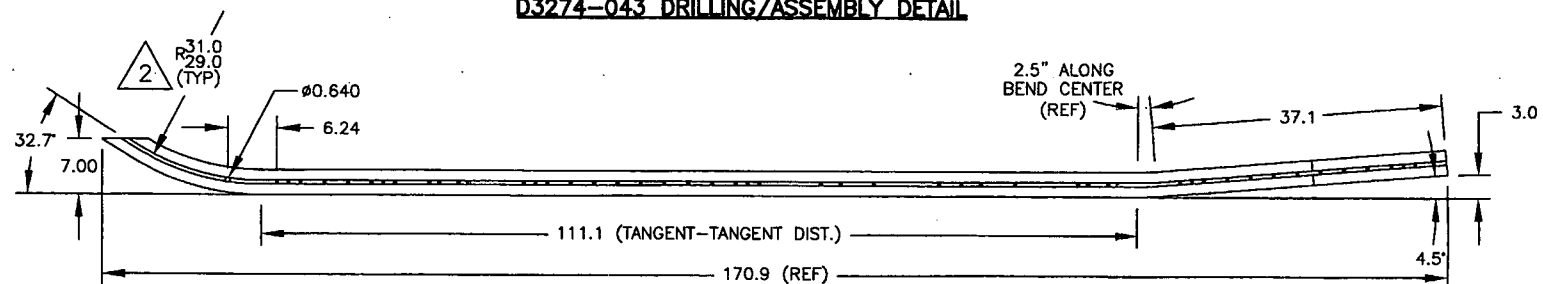 D3274-043 DRILLING/ASSEMBLY DETAIL
2
R31.0
29.0
(TYP)
Ø0.640
6.24
2.5" ALONG
BEND CENTER
(REF)
37.1
3.0
32.7°
7.00
111.1 (TANGENT-TANGENT DIST.)
4.5°
170.9 (REF)